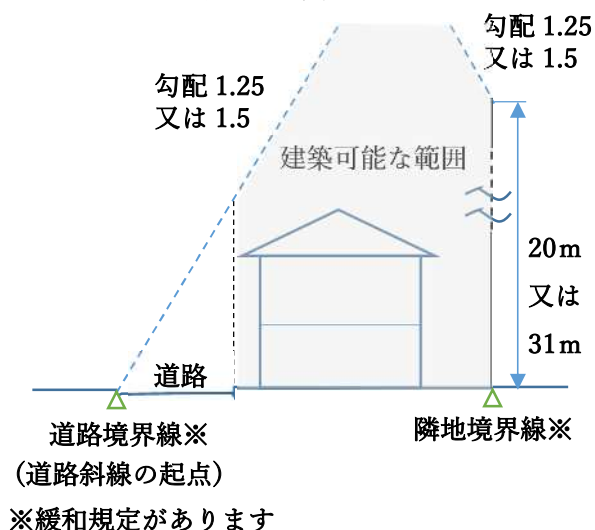 勾配 1.25
又は 1.5
勾配 1.25
又は 1.5
建築可能な範囲
20m
又は
31m
道路
道路境界線※
(道路斜線の起点)
隣地境界線※
※緩和規定があります